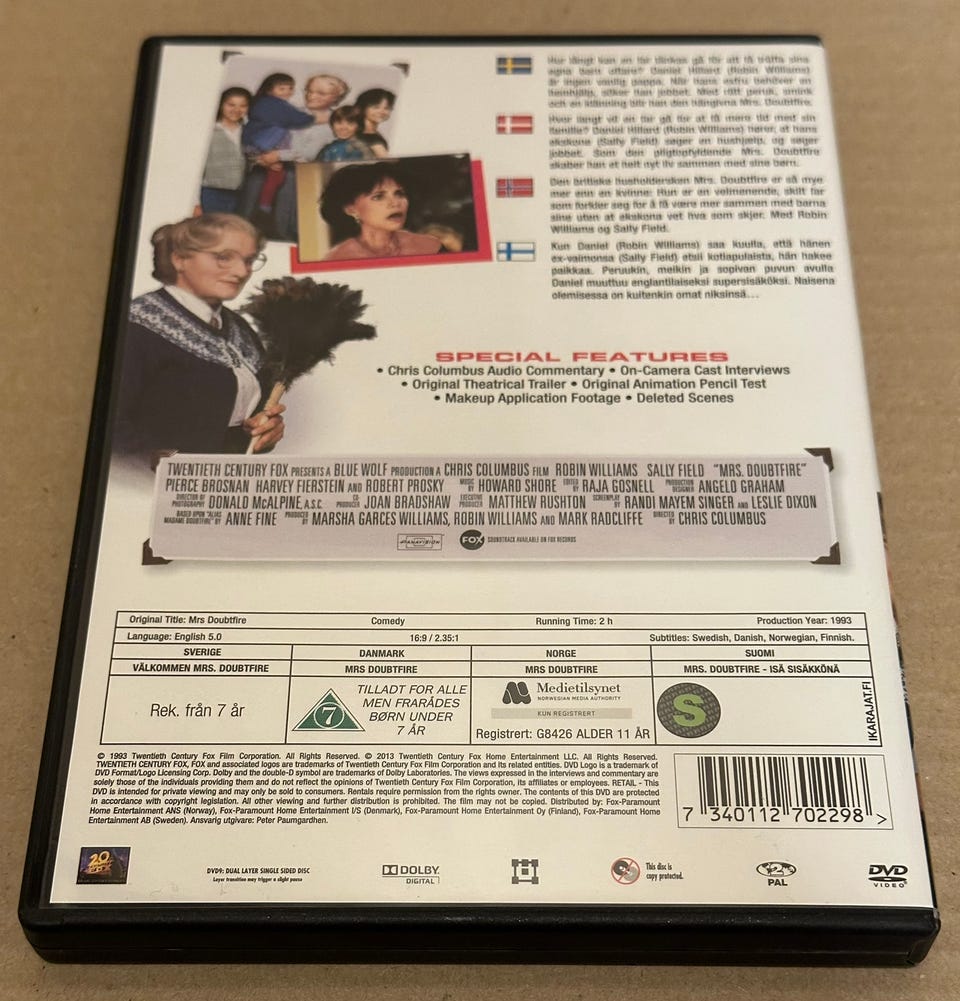 Hur långt kan en far tänkas gå för att få träffa sina
egna barn oftare? Daniel Hillard (Robin Williams)
är ingen vanlig pappa. När hans exfru behöver en
hemhjälp, söker han jobbet. Med rätt peruk, smink
och en klänning blir han den hängivna Mrs. Doubtfire.
Hvor langt vil en far gå for at få mere tid med sin
familie? Daniel Hillard (Robin Williams) hører, at hans
ekskone (Sally Field) søger en hushjælp, og søger
jobbet. Som den pligtopfyldende Mrs. Doubtfire
skaber han et helt nyt liv sammen med sine børn.
Den britiske husholdersken Mrs. Doubtfire er så mye
mer enn en kvinne: Hun er en velmenende, skilt far
som forkler seg for å få være mer sammen med barna
sine uten at ekskona vet hva som skjer. Med Robin
Williams og Sally Field.
Kun Daniel (Robin Williams) saa kuulla, että hänen
ex-vaimonsa (Sally Field) etsii kotiapulaista, hän hakee
paikkaa. Peruukin, meikin ja sopivan puvun avulla
Daniel muuttuu englantilaiseksi supersisäköksi. Naisena
olemisessa on kuitenkin omat niksinsä...
SPECIAL FEATURES
• Chris Columbus Audio Commentary • On-Camera Cast Interviews
• Original Theatrical Trailer • Original Animation Pencil Test
• Makeup Application Footage • Deleted Scenes
TWENTIETH CENTURY FOX PRESENTS A BLUE WOLF PRODUCTION A CHRIS COLUMBUS FILM ROBIN WILLIAMS SALLY FIELD "MRS. DOUBTFIRE"
PIERCE BROSNAN HARVEY FIERSTEIN AND ROBERT PROSKY MUSIC BY HOWARD SHORE EDITED BY RAJA GOSNELL PRODUCTION DESIGNER ANGELO GRAHAM
DIRECTOR OF PHOTOGRAPHY DONALD McALPINE, A.S.C. CO-PRODUCER JOAN BRADSHAW EXECUTIVE PRODUCER MATTHEW RUSHTON SCREENPLAY BY RANDI MAYEM SINGER AND LESLIE DIXON
BASED UPON "ALIAS MADAME DOUBTFIRE" BY ANNE FINE PRODUCED BY MARSHA GARCES WILLIAMS, ROBIN WILLIAMS AND MARK RADCLIFFE DIRECTED BY CHRIS COLUMBUS
PANAVISION FOX SOUNDTRACK AVAILABLE ON FOX RECORDS
Original Title: Mrs Doubtfire Comedy Running Time: 2 h Production Year: 1993
Language: English 5.0 16:9 / 2.35:1 Subtitles: Swedish, Danish, Norwegian, Finnish.
SVERIGE DANMARK NORGE SUOMI
VÄLKOMMEN MRS. DOUBTFIRE MRS DOUBTFIRE MRS DOUBTFIRE MRS. DOUBTFIRE - ISÄ SISÄKKÖNÄ
Rek. från 7 år
7
TILLADT FOR ALLE
MEN FRARÅDES
BØRN UNDER
7 ÅR
Medietilsynet
NORWEGIAN MEDIA AUTHORITY
KUN REGISTRERT
Registrert: G8426 ALDER 11 ÅR
S
IKARAJAT.FI
© 1993 Twentieth Century Fox Film Corporation. All Rights Reserved. © 2013 Twentieth Century Fox Home Entertainment LLC. All Rights Reserved.
TWENTIETH CENTURY FOX, FOX and associated logos are trademarks of Twentieth Century Fox Film Corporation and its related entities. DVD Logo is a trademark of
DVD Format/Logo Licensing Corp. Dolby and the double-D symbol are trademarks of Dolby Laboratories. The views expressed in the interviews and commentary are
solely those of the individuals providing them and do not reflect the opinions of Twentieth Century Fox Film Corporation, its affiliates or employees. RETAIL - This
DVD is intended for private viewing and may only be sold to consumers. Rentals require permission from the rights owner. The contents of this DVD are protected
in accordance with copyright legislation. All other viewing and further distribution is prohibited. The film may not be copied. Distributed by: Fox-Paramount
Home Entertainment ANS (Norway), Fox-Paramount Home Entertainment I/S (Denmark), Fox-Paramount Home Entertainment Oy (Finland), Fox-Paramount Home
Entertainment AB (Sweden). Ansvarig utgivare: Peter Paumgardhen.
7 340112 702298 >
20th CENTURY FOX
DVD9: DUAL LAYER SINGLE SIDED DISC
Layer transition may trigger a slight pause
DOLBY
DIGITAL
This disc is
copy protected.
2
PAL
DVD
VIDEO